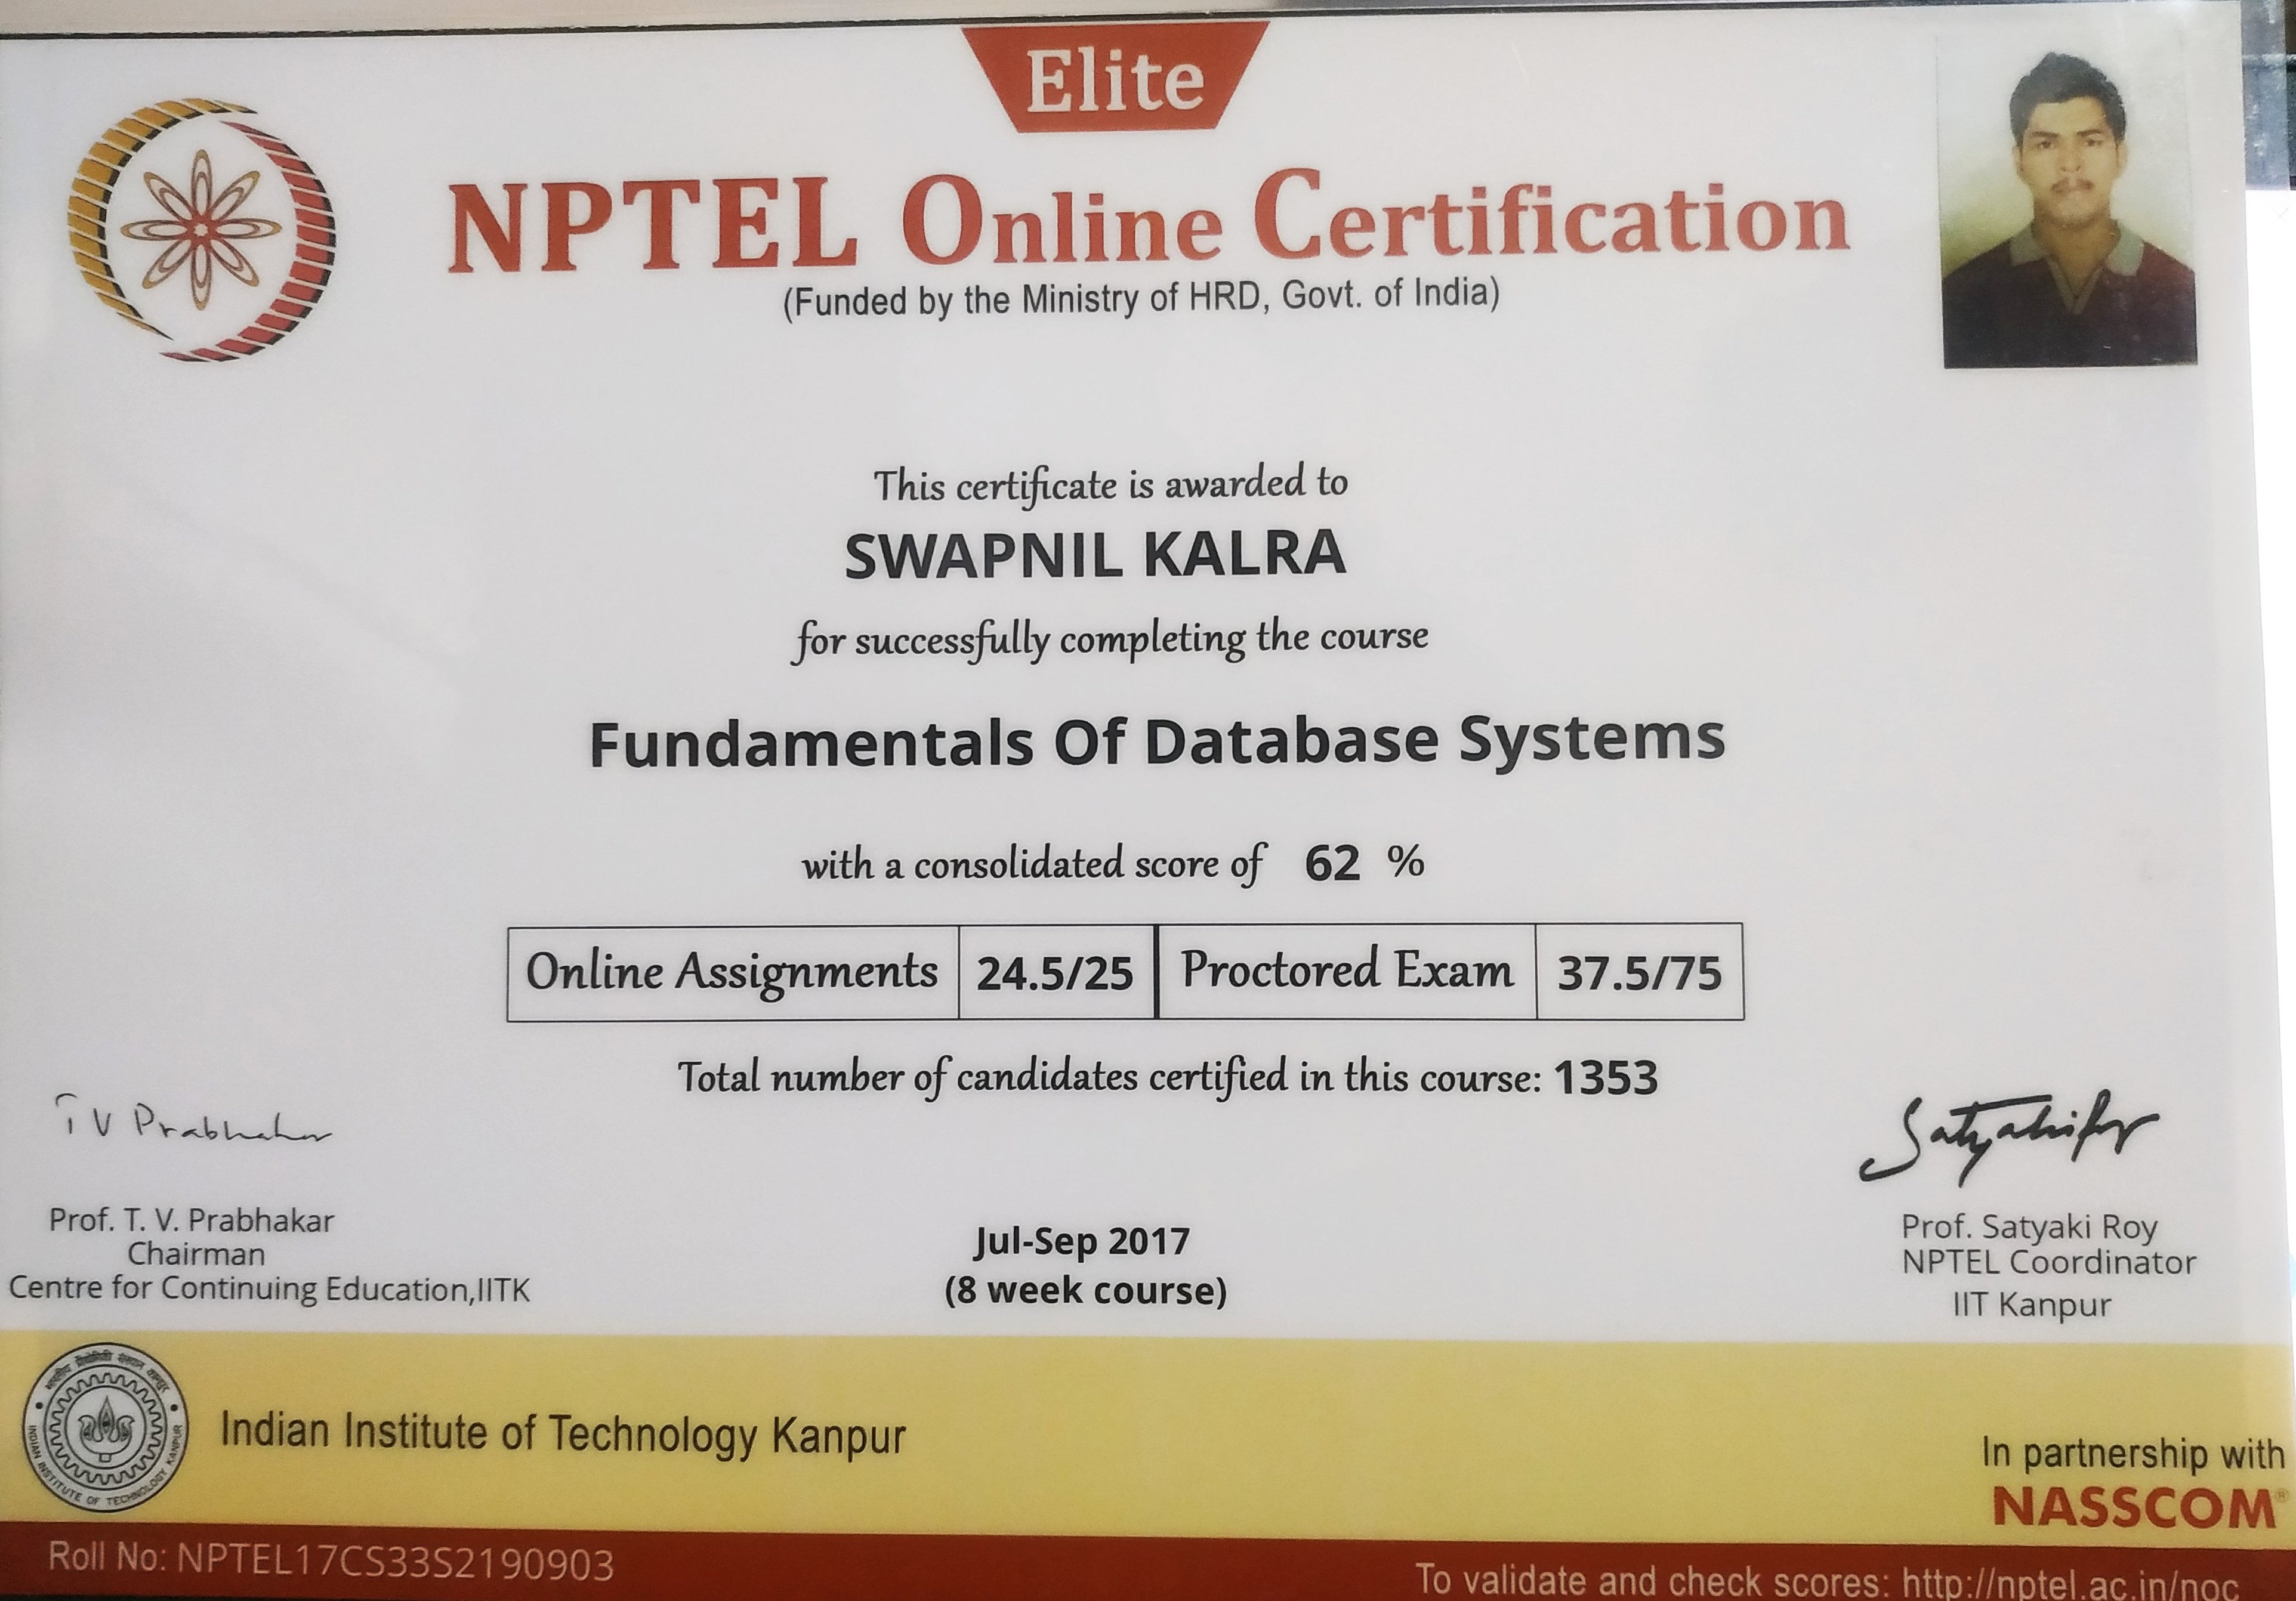 Elite
NPTEL Online Certification
(Funded by the Ministry of HRD, Govt. of India)
This certificate is awarded to
SWAPNIL KALRA
for successfully completing the course
Fundamentals Of Database Systems
with a consolidated score of 62 %
Online Assignments 24.5/25 Proctored Exam 37.5/75
Total number of candidates certified in this course: 1353
T V Prabhakar
Prof. T. V. Prabhakar
Chairman
Centre for Continuing Education,IITK
Jul-Sep 2017
(8 week course)
Prof. Satyaki Roy
NPTEL Coordinator
IIT Kanpur
INDIAN INSTITUTE OF TECHNOLOGY KANPUR
Indian Institute of Technology Kanpur
In partnership with
NASSCOM®
Roll No: NPTEL17CS33S2190903
To validate and check scores: http://nptel.ac.in/noc